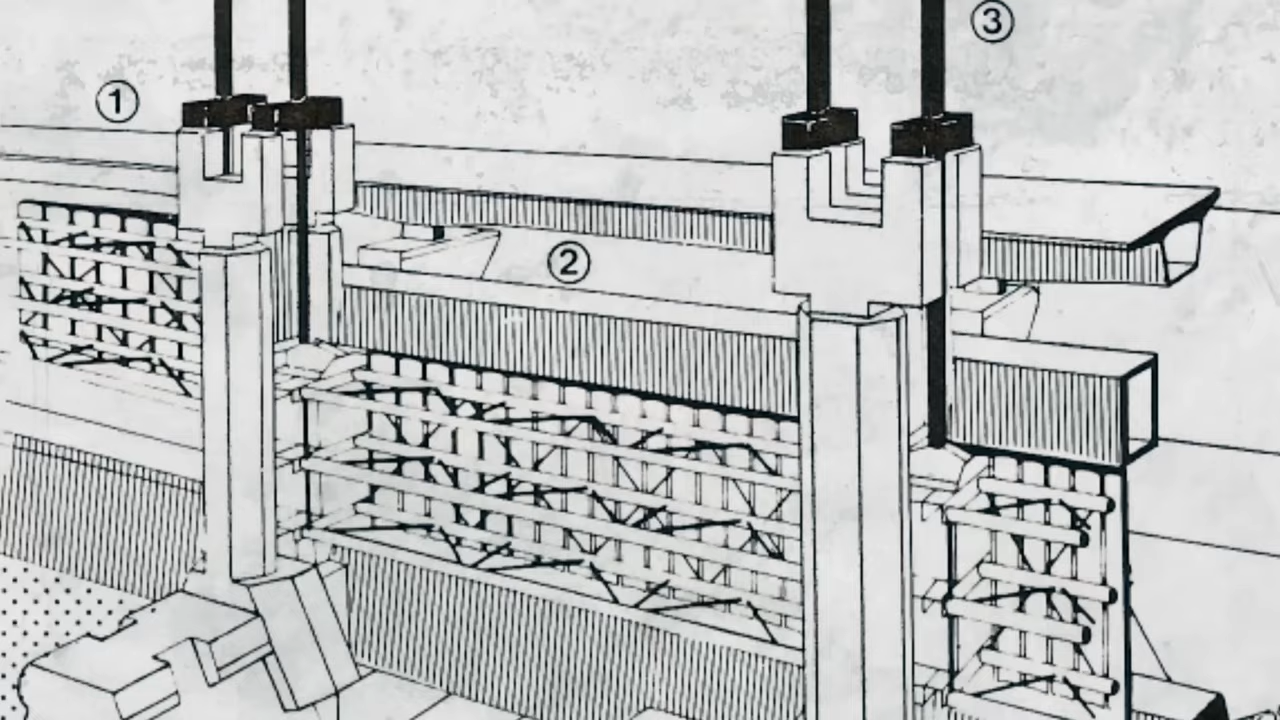 ①
②
③